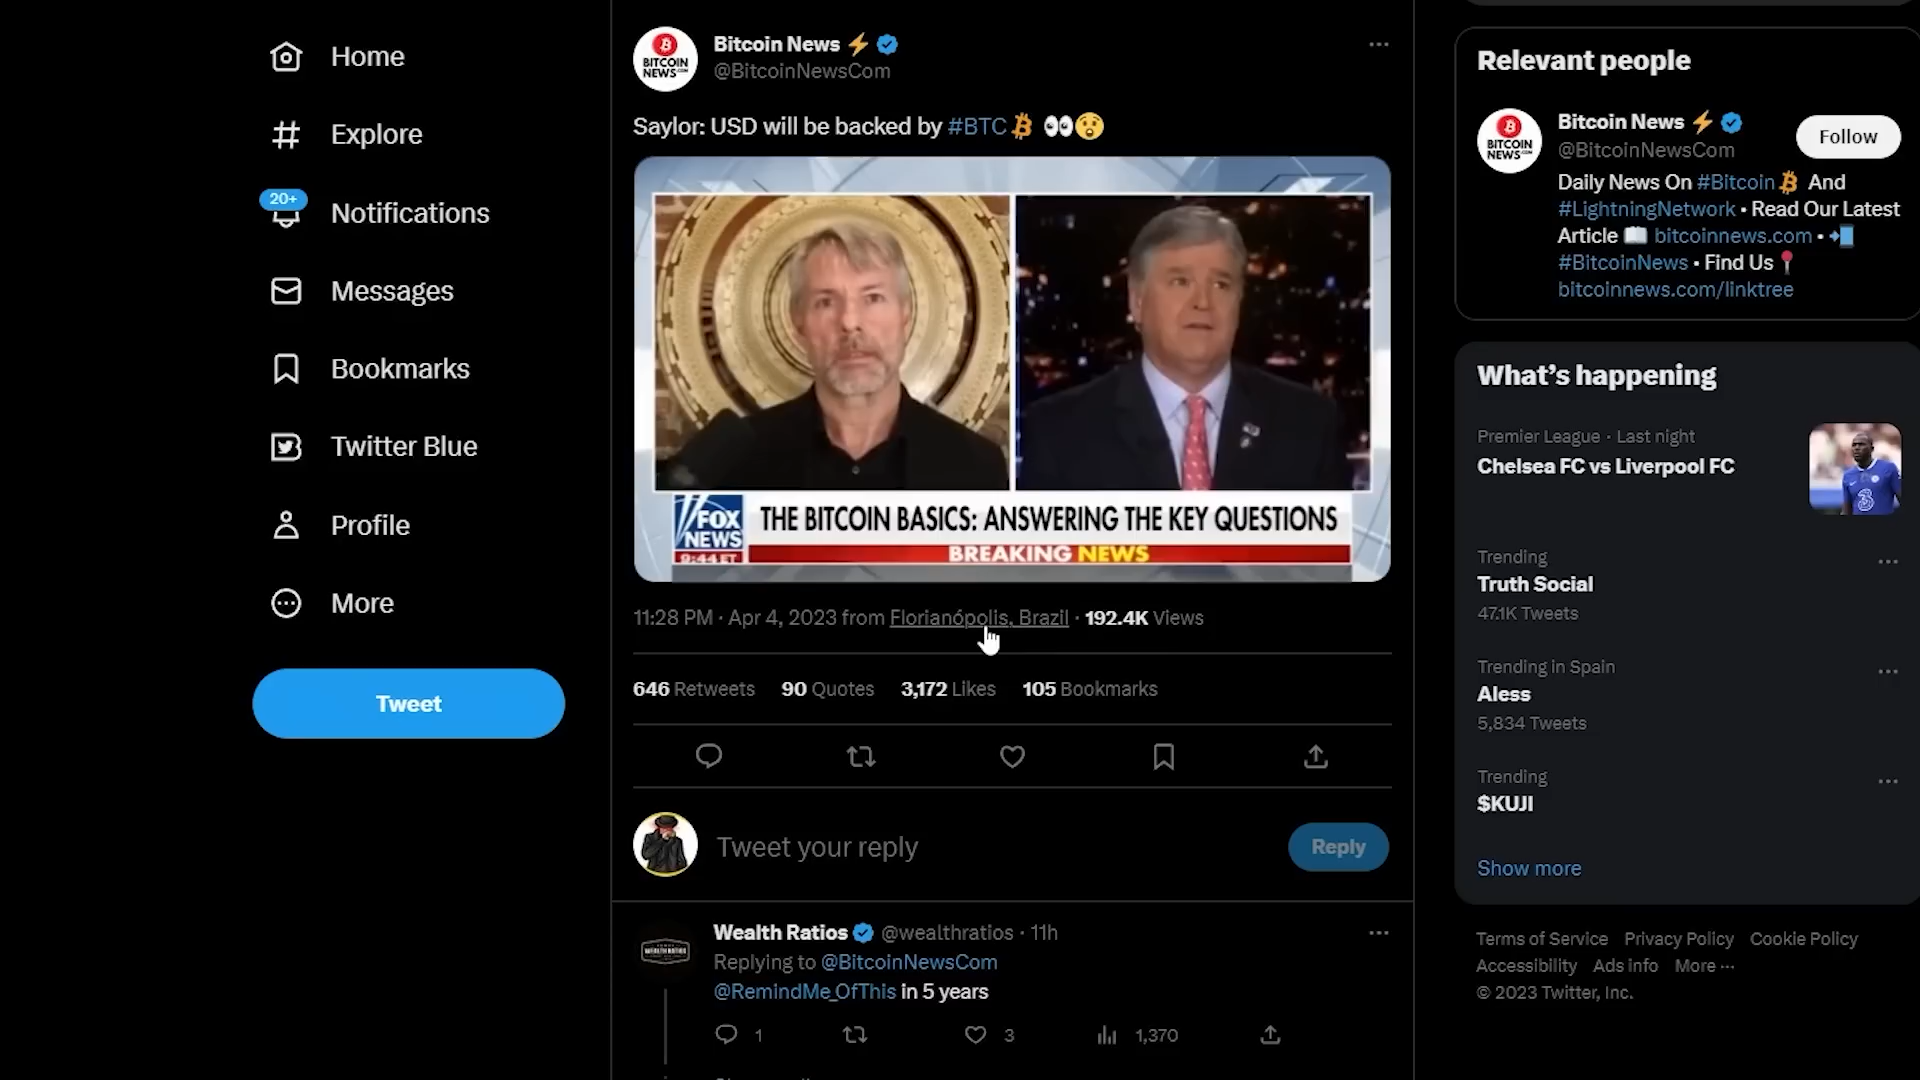 Home
Explore
20+
Notifications
Messages
Bookmarks
Twitter Blue
Profile
More
Tweet
BITCOIN
NEWS
Bitcoin News
@BitcoinNewsCom
Saylor: USD will be backed by #BTC
FOX
NEWS
9:44 ET
THE BITCOIN BASICS: ANSWERING THE KEY QUESTIONS
BREAKING NEWS
11:28 PM · Apr 4, 2023 from Florianópolis, Brazil · 192.4K Views
646 Retweets 90 Quotes 3,172 Likes 105 Bookmarks
Tweet your reply
Reply
Wealth Ratios @wealthratios · 11h
Replying to @BitcoinNewsCom
@RemindMe_OfThis in 5 years
1 3 1,370
Relevant people
BITCOIN
NEWS
Bitcoin News
@BitcoinNewsCom
Follow
Daily News On #Bitcoin And
#LightningNetwork • Read Our Latest
Article bitcoinnews.com •
#BitcoinNews • Find Us
bitcoinnews.com/linktree
What's happening
Premier League · Last night
Chelsea FC vs Liverpool FC
Trending
Truth Social
47.1K Tweets
Trending in Spain
Aless
5,834 Tweets
Trending
$KUJI
Show more
Terms of Service Privacy Policy Cookie Policy
Accessibility Ads info More ···
© 2023 Twitter, Inc.